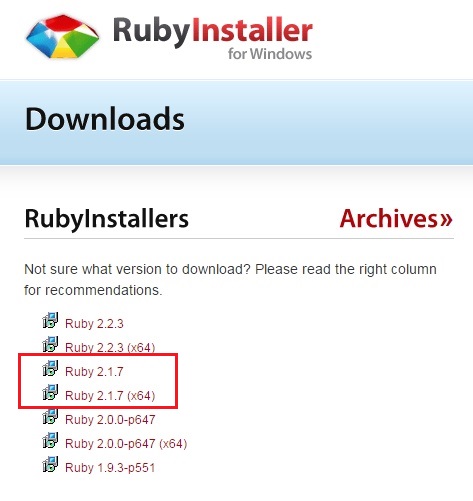 RubyInstaller
for Windows
Downloads
RubyInstallers
Archives»
Not sure what version to download? Please read the right column
for recommendations.
Ruby 2.2.3
Ruby 2.2.3 (x64)
Ruby 2.1.7
Ruby 2.1.7 (x64)
Ruby 2.0.0-p647
Ruby 2.0.0-p647 (x64)
Ruby 1.9.3-p551